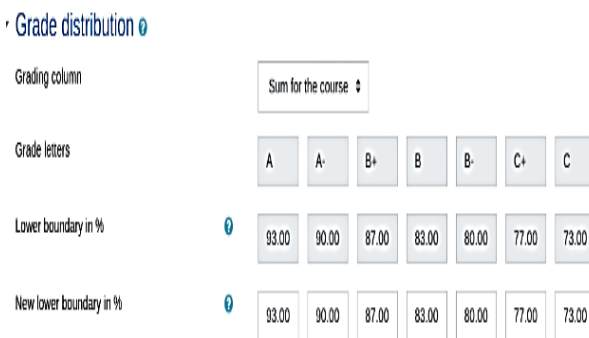 Grade distribution ?
Grading column Sum for the course
Grade letters A A- B+ B B- C+ C
Lower boundary in % ? 93.00 90.00 87.00 83.00 80.00 77.00 73.00
New lower boundary in % ? 93.00 90.00 87.00 83.00 80.00 77.00 73.00